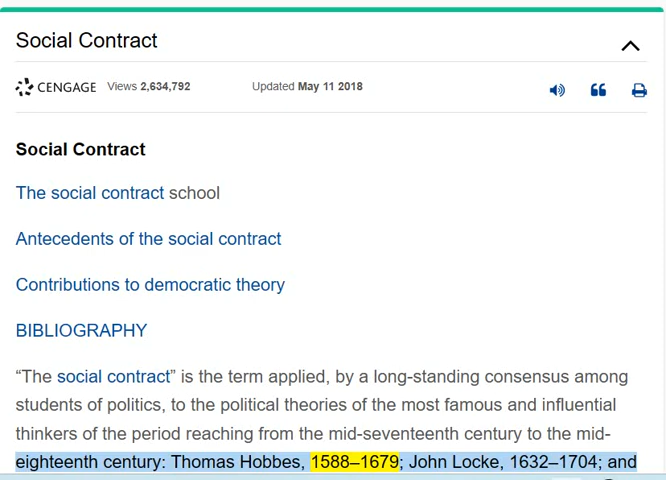 Social Contract
CENGAGE Views 2,634,792 Updated May 11 2018
Social Contract
The social contract school
Antecedents of the social contract
Contributions to democratic theory
BIBLIOGRAPHY
“The social contract” is the term applied, by a long-standing consensus among
students of politics, to the political theories of the most famous and influential
thinkers of the period reaching from the mid-seventeenth century to the mid-
eighteenth century: Thomas Hobbes, 1588–1679; John Locke, 1632–1704; and